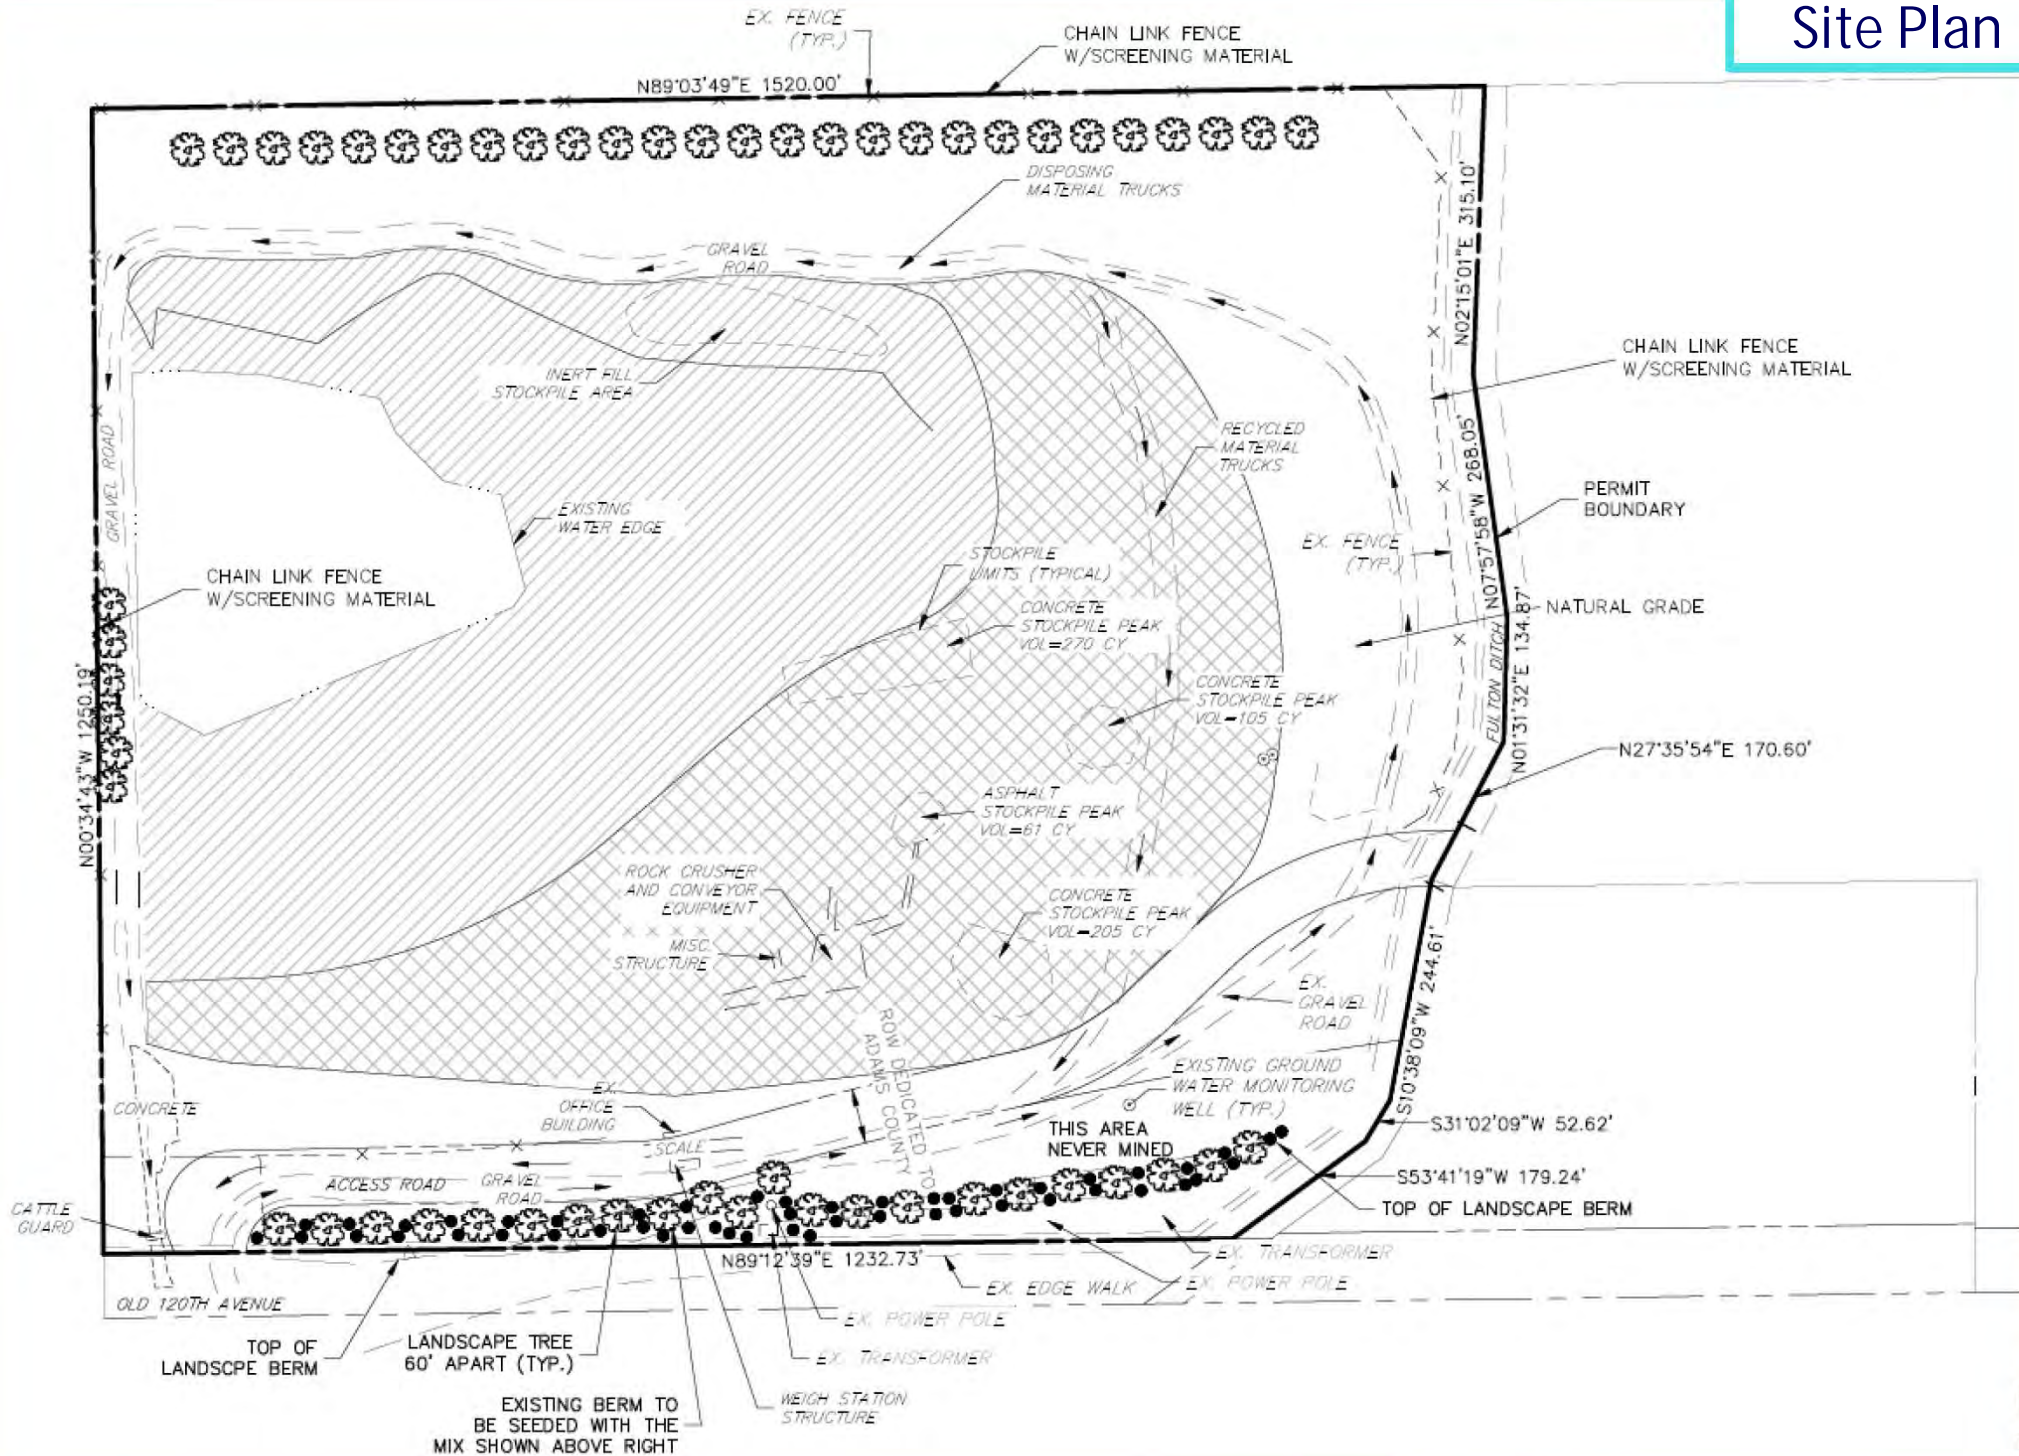 Site Plan
EX. FENCE
(TYP.)
CHAIN LINK FENCE
W/SCREENING MATERIAL
N89°03'49"E 1520.00'
DISPOSING
MATERIAL TRUCKS
N02°15'01"E 315.10'
GRAVEL
ROAD
CHAIN LINK FENCE
W/SCREENING MATERIAL
INERT FILL
STOCKPILE AREA
GRAVEL ROAD
RECYCLED
MATERIAL
TRUCKS
N07°57'58"W 268.05'
PERMIT
BOUNDARY
EXISTING
WATER EDGE
EX. FENCE
(TYP.)
STOCKPILE
LIMITS (TYPICAL)
CHAIN LINK FENCE
W/SCREENING MATERIAL
CONCRETE
STOCKPILE PEAK
VOL=270 CY
NATURAL GRADE
FULTON DITCH
N01°31'32"E 134.87'
N00°34'43"W 1250.19'
CONCRETE
STOCKPILE PEAK
VOL=105 CY
N27°35'54"E 170.60'
ASPHALT
STOCKPILE PEAK
VOL=61 CY
ROCK CRUSHER
AND CONVEYOR
EQUIPMENT
CONCRETE
STOCKPILE PEAK
VOL=205 CY
MISC.
STRUCTURE
S10°38'09"W 244.61'
EX.
GRAVEL
ROAD
ROW DEDICATED TO
ADAMS COUNTY
EXISTING GROUND
WATER MONITORING
WELL (TYP.)
EX.
OFFICE
BUILDING
CONCRETE
SCALE
THIS AREA
NEVER MINED
S31°02'09"W 52.62'
S53°41'19"W 179.24'
ACCESS ROAD
GRAVEL
ROAD
CATTLE
GUARD
TOP OF LANDSCAPE BERM
N89°12'39"E 1232.73'
EX. TRANSFORMER
EX. EDGE WALK
EX. POWER POLE
OLD 120TH AVENUE
EX. POWER POLE
TOP OF
LANDSCPE BERM
LANDSCAPE TREE
60' APART (TYP.)
EX. TRANSFORMER
EXISTING BERM TO
BE SEEDED WITH THE
MIX SHOWN ABOVE RIGHT
WEIGH STATION
STRUCTURE